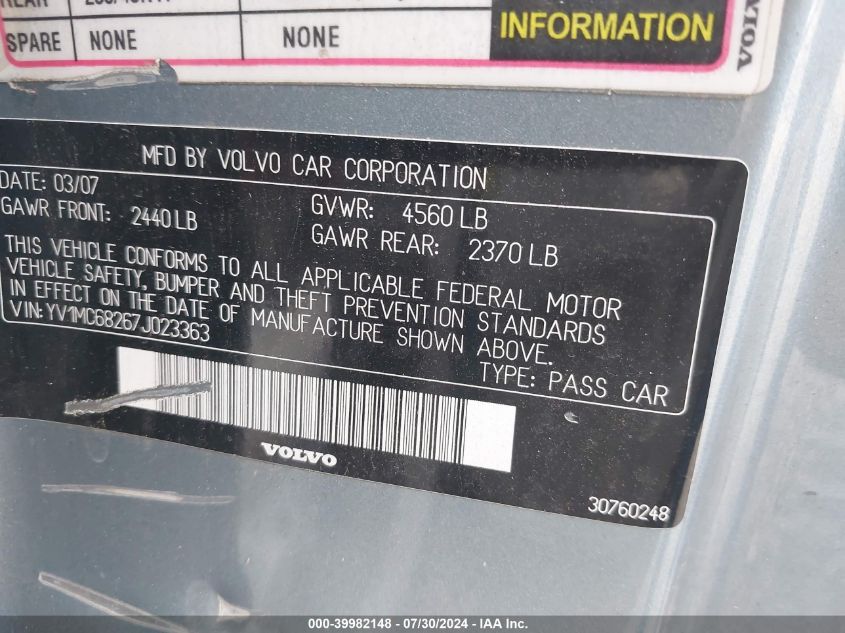 REAR
SPARE NONE NONE
INFORMATION
VOLVO
MFD BY VOLVO CAR CORPORATION
DATE: 03/07
GVWR: 4560 LB
GAWR FRONT: 2440 LB
GAWR REAR: 2370 LB
THIS VEHICLE CONFORMS TO ALL APPLICABLE FEDERAL MOTOR
VEHICLE SAFETY, BUMPER AND THEFT PREVENTION STANDARDS
IN EFFECT ON THE DATE OF MANUFACTURE SHOWN ABOVE.
VIN: YV1MC68267J023363
TYPE: PASS CAR
VOLVO
30760248
000-39982148 - 07/30/2024 - IAA Inc.